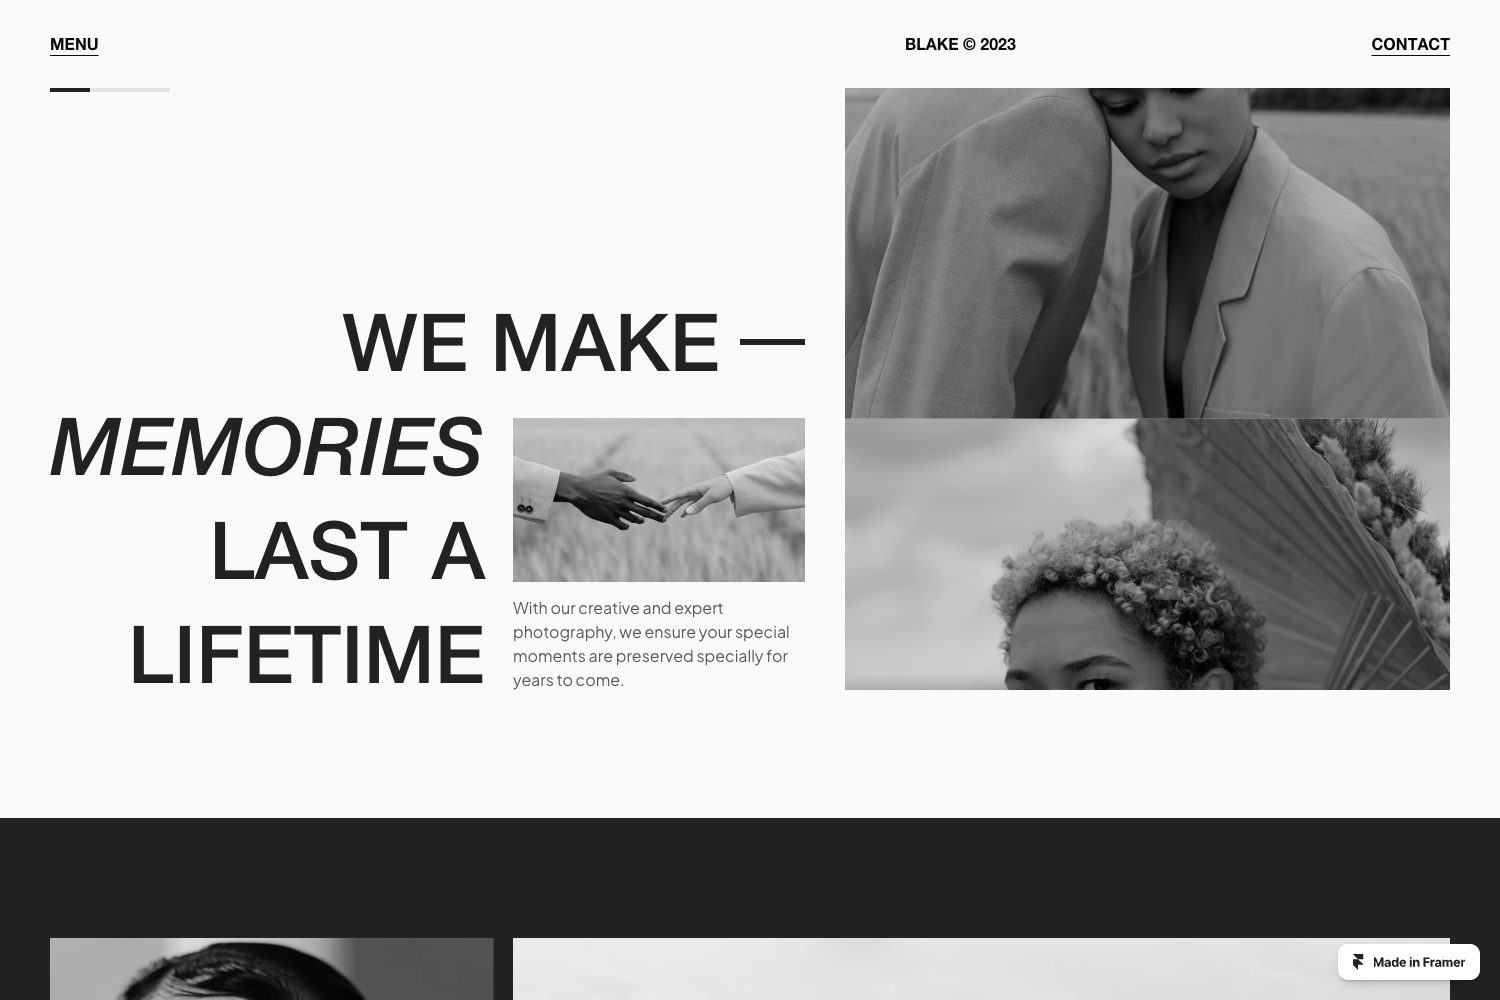 MENU
BLAKE © 2023
CONTACT
WE MAKE —
MEMORIES
LAST A
LIFETIME
With our creative and expert
photography, we ensure your special
moments are preserved specially for
years to come.
Made in Framer